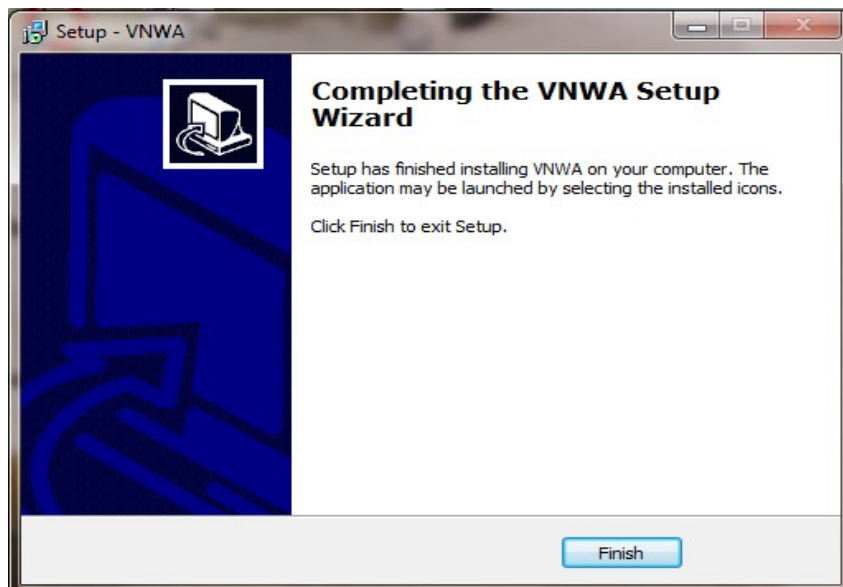 Setup - VNWA
Completing the VNWA Setup
Wizard
Setup has finished installing VNWA on your computer. The
application may be launched by selecting the installed icons.
Click Finish to exit Setup.
Finish